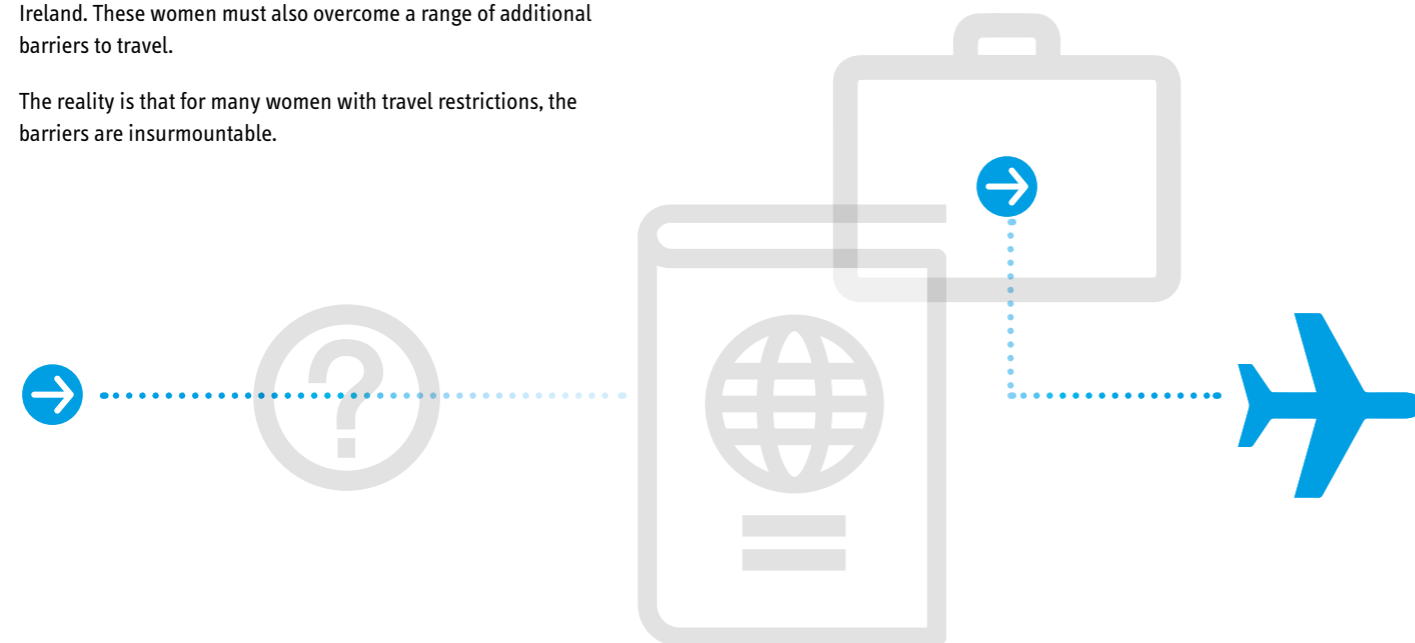 Ireland. These women must also overcome a range of additional
barriers to travel.
The reality is that for many women with travel restrictions, the
barriers are insurmountable.
?